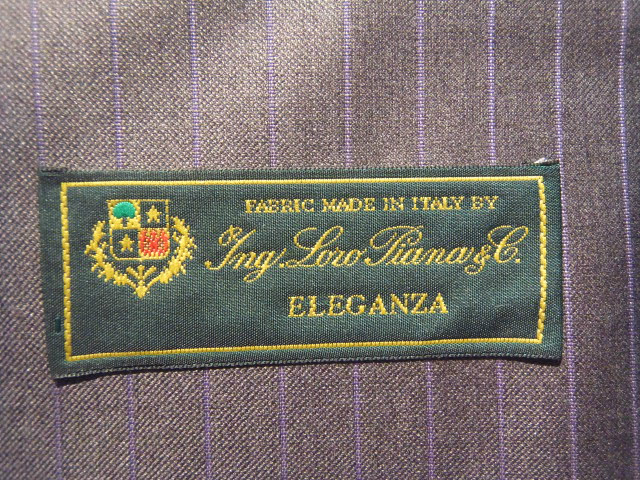 FABRIC MADE IN ITALY BY
Ing. Loro Piana & C.
ELEGANZA